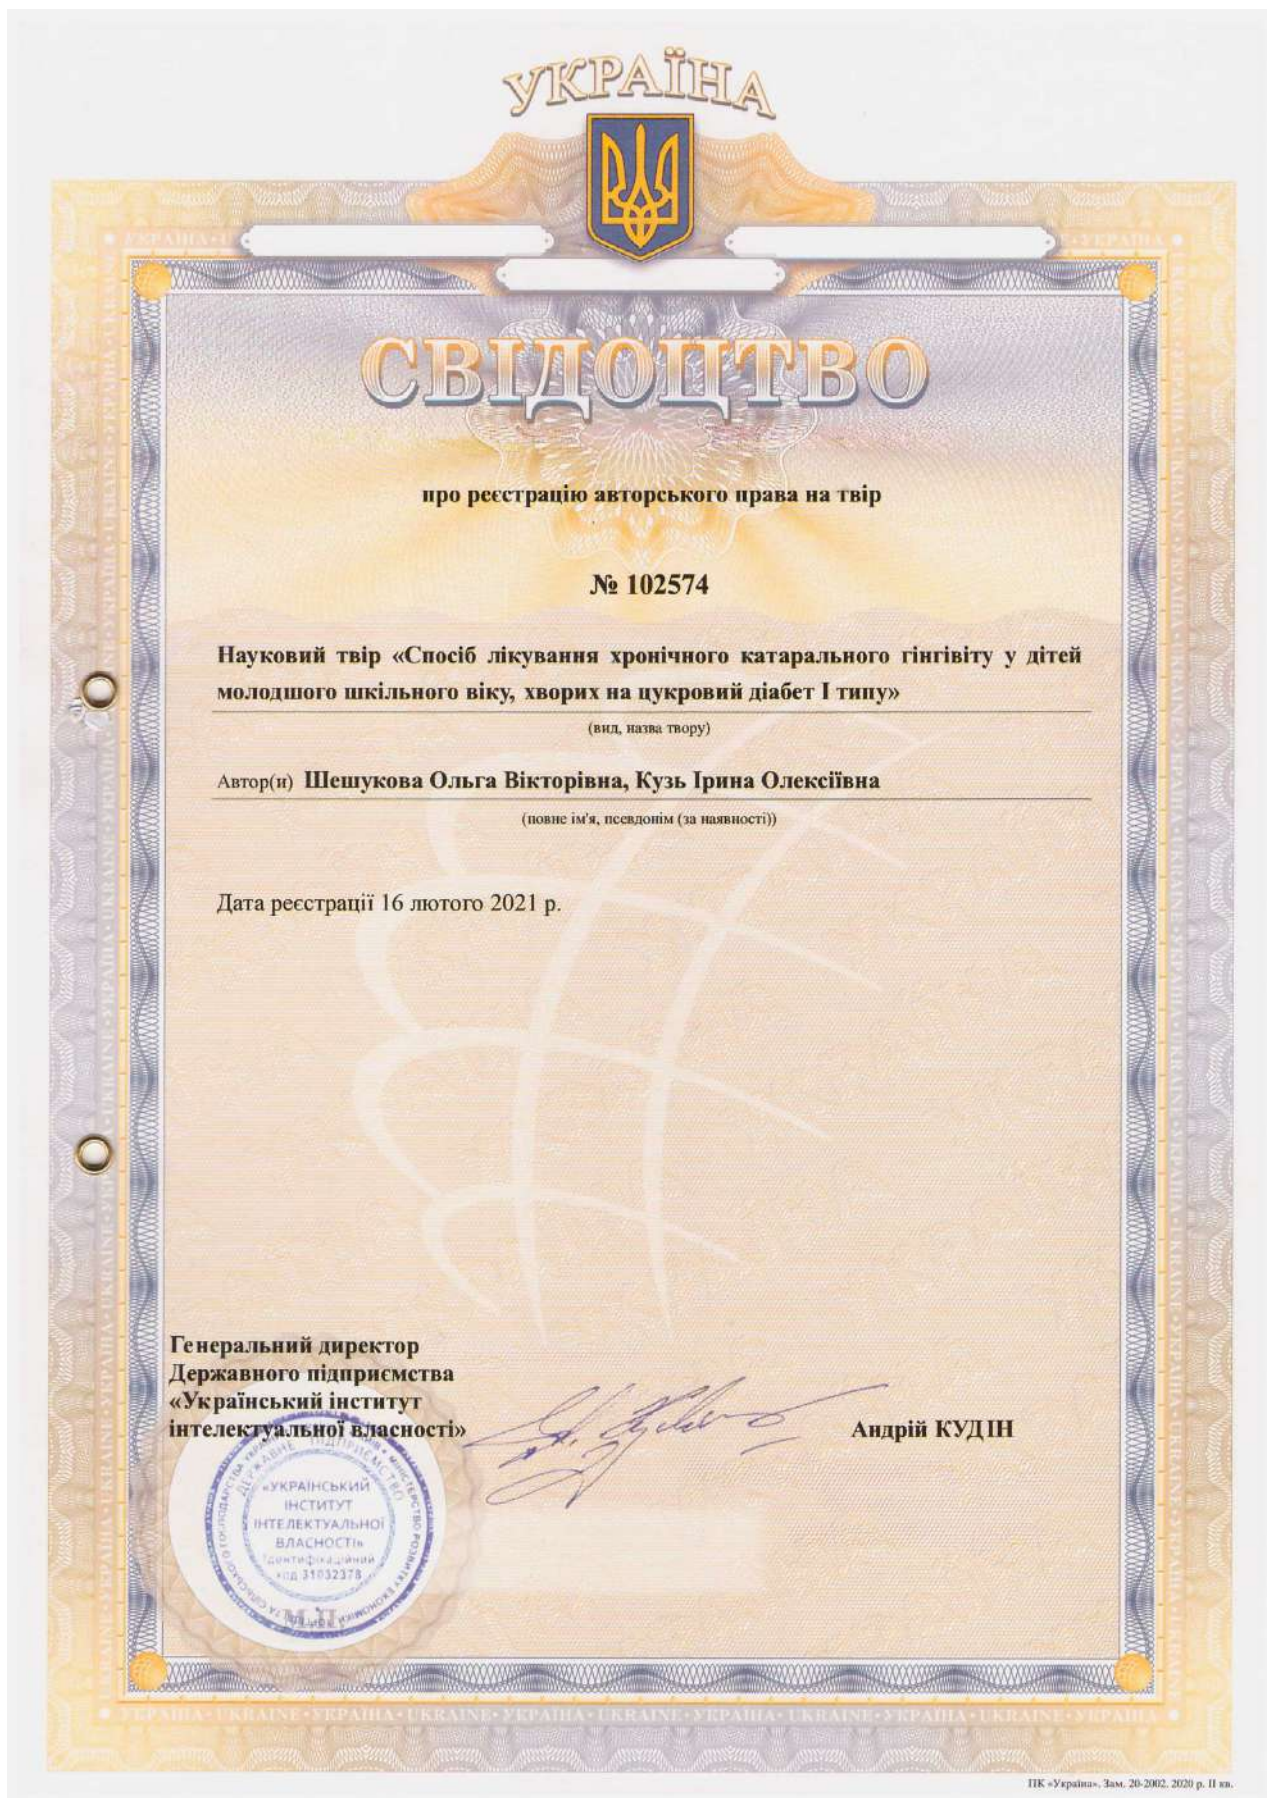 УКРАЇНА
СВІДОЦТВО
про реєстрацію авторського права на твір
№ 102574
Науковий твір «Спосіб лікування хронічного катарального гінгівіту у дітей
молодшого шкільного віку, хворих на цукровий діабет І типу»
(вид, назва твору)
Автор(и) Шешукова Ольга Вікторівна, Кузь Ірина Олексіївна
(повне ім'я, псевдонім (за наявності))
Дата реєстрації 16 лютого 2021 р.
Генеральний директор
Державного підприємства
«Український інститут
інтелектуальної власності»
Андрій КУДІН
ДЕРЖАВНЕ ПІДПРИЄМСТВО
«УКРАЇНСЬКИЙ
ІНСТИТУТ
ІНТЕЛЕКТУАЛЬНОЇ
ВЛАСНОСТІ»
Ідентифікаційний
код 31032378
М.П.
ПК «Україна». Зам. 20-2002. 2020 р. II кв.